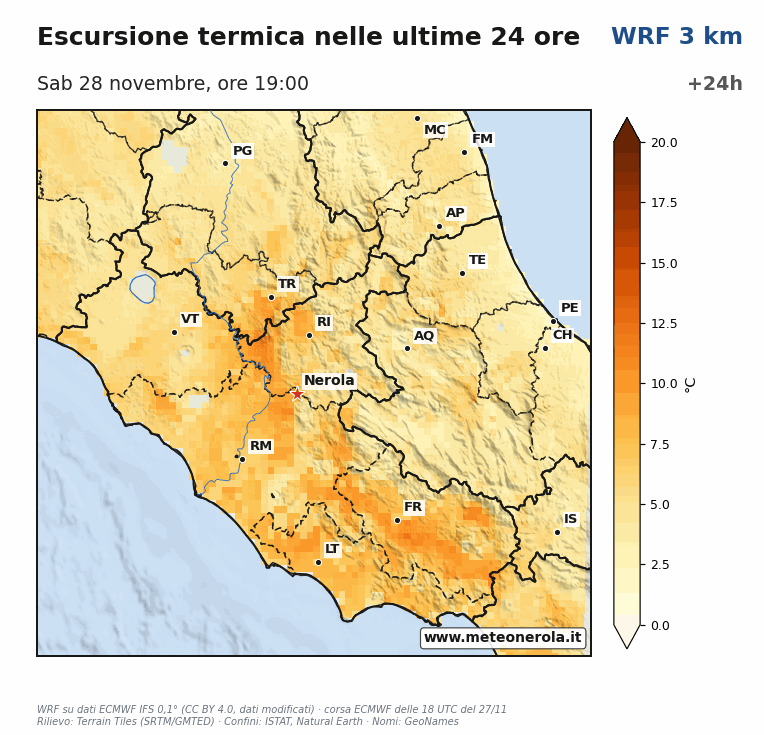 Escursione termica nelle ultime 24 ore WRF 3 km
Sab 28 novembre, ore 19:00 +24h
MC
FM
PG
AP
TE
TR
PE
VT
RI
AQ
CH
Nerola
RM
FR
IS
LT
www.meteonerola.it
20.0
17.5
15.0
12.5
10.0
7.5
5.0
2.5
0.0
°C
WRF su dati ECMWF IFS 0,1° (CC BY 4.0, dati modificati) · corsa ECMWF delle 18 UTC del 27/11
Rilievo: Terrain Tiles (SRTM/GMTED) · Confini: ISTAT, Natural Earth · Nomi: GeoNames